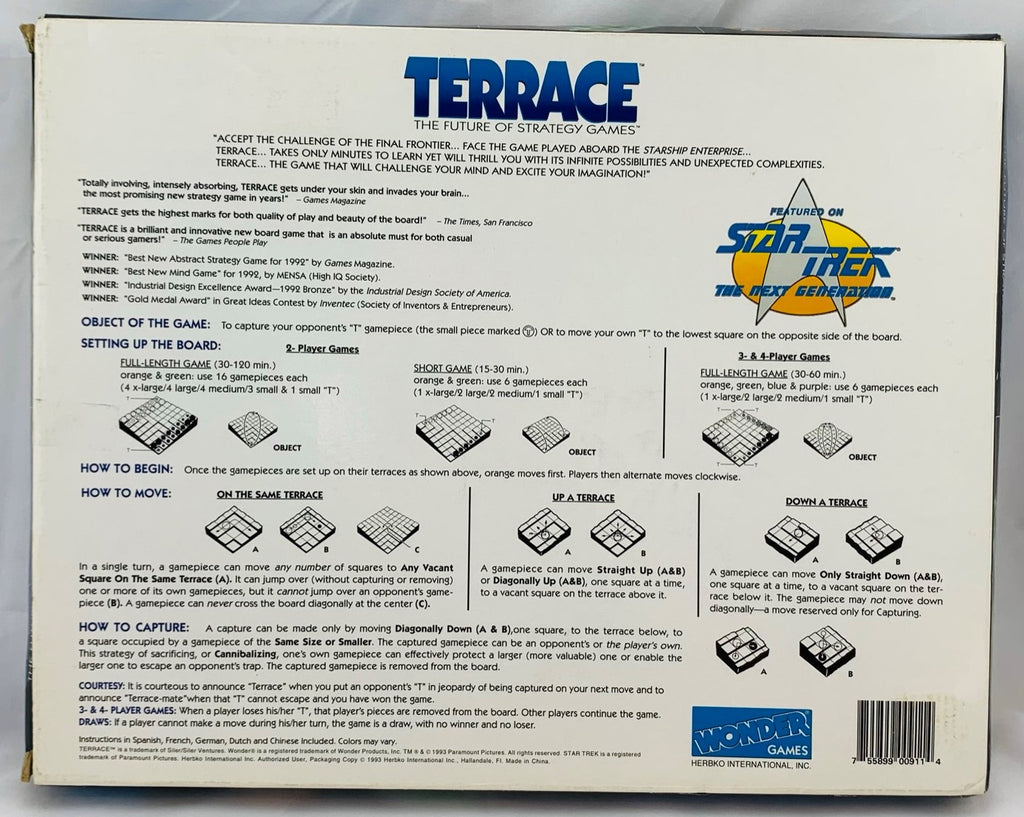 TERRACE™
THE FUTURE OF STRATEGY GAMES™
"ACCEPT THE CHALLENGE OF THE FINAL FRONTIER... FACE THE GAME PLAYED ABOARD THE STARSHIP ENTERPRISE...
TERRACE... TAKES ONLY MINUTES TO LEARN YET WILL THRILL YOU WITH ITS INFINITE POSSIBILITIES AND UNEXPECTED COMPLEXITIES.
TERRACE... THE GAME THAT WILL CHALLENGE YOUR MIND AND EXCITE YOUR IMAGINATION!"
"Totally involving, intensely absorbing, TERRACE gets under your skin and invades your brain...
the most promising new strategy game in years!" – Games Magazine
"TERRACE gets the highest marks for both quality of play and beauty of the board!" – The Times, San Francisco
"TERRACE is a brilliant and innovative new board game that is an absolute must for both casual
or serious gamers!" – The Games People Play
WINNER: "Best New Abstract Strategy Game for 1992" by Games Magazine.
WINNER: "Best New Mind Game" for 1992, by MENSA (High IQ Society).
WINNER: "Industrial Design Excellence Award—1992 Bronze" by the Industrial Design Society of America.
WINNER: "Gold Medal Award" in Great Ideas Contest by Inventec (Society of Inventors & Entrepreneurs).
FEATURED ON
STAR TREK®
THE NEXT GENERATION®
OBJECT OF THE GAME: To capture your opponent's "T" gamepiece (the small piece marked Ⓣ) OR to move your own "T" to the lowest square on the opposite side of the board.
SETTING UP THE BOARD:
2- Player Games
FULL-LENGTH GAME (30-120 min.)
orange & green: use 16 gamepieces each
(4 x-large/4 large/4 medium/3 small & 1 small "T")
T
T
OBJECT
SHORT GAME (15-30 min.)
orange & green: use 6 gamepieces each
(1 x-large/2 large/2 medium/1 small "T")
T
T
OBJECT
3- & 4-Player Games
FULL-LENGTH GAME (30-60 min.)
orange, green, blue & purple: use 6 gamepieces each
(1 x-large/2 large/2 medium/1 small "T")
T
T
T
T
OBJECT
HOW TO BEGIN: Once the gamepieces are set up on their terraces as shown above, orange moves first. Players then alternate moves clockwise.
HOW TO MOVE:
ON THE SAME TERRACE
A
B
C
In a single turn, a gamepiece can move any number of squares to Any Vacant
Square On The Same Terrace (A). It can jump over (without capturing or removing)
one or more of its own gamepieces, but it cannot jump over an opponent's game-
piece (B). A gamepiece can never cross the board diagonally at the center (C).
UP A TERRACE
A
B
A gamepiece can move Straight Up (A&B)
or Diagonally Up (A&B), one square at a time,
to a vacant square on the terrace above it.
DOWN A TERRACE
A
B
A gamepiece can move Only Straight Down (A&B),
one square at a time, to a vacant square on the ter-
race below it. The gamepiece may not move down
diagonally—a move reserved only for Capturing.
HOW TO CAPTURE: A capture can be made only by moving Diagonally Down (A & B),one square, to the terrace below, to
a square occupied by a gamepiece of the Same Size or Smaller. The captured gamepiece can be an opponent's or the player's own.
This strategy of sacrificing, or Cannibalizing, one's own gamepiece can effectively protect a larger (more valuable) one or enable the
larger one to escape an opponent's trap. The captured gamepiece is removed from the board.
A
B
COURTESY: It is courteous to announce "Terrace" when you put an opponent's "T" in jeopardy of being captured on your next move and to
announce "Terrace-mate"when that "T" cannot escape and you have won the game.
3- & 4- PLAYER GAMES: When a player loses his/her "T", that player's pieces are removed from the board. Other players continue the game.
DRAWS: If a player cannot make a move during his/her turn, the game is a draw, with no winner and no loser.
Instructions in Spanish, French, German, Dutch and Chinese Included. Colors may vary.
TERRACE™ is a trademark of Siler/Siler Ventures. Wonder® is a registered trademark of Wonder Products, Inc. TM ® & © 1993 Paramount Pictures. All rights reserved. STAR TREK is a registered
trademark of Paramount Pictures. Herbko International Inc. Authorized User, Packaging Copy © 1993 Herbko International Inc., Hallandale, Fl. Made in China.
WONDER®
GAMES
HERBKO INTERNATIONAL, INC.
7 55899 00911 4